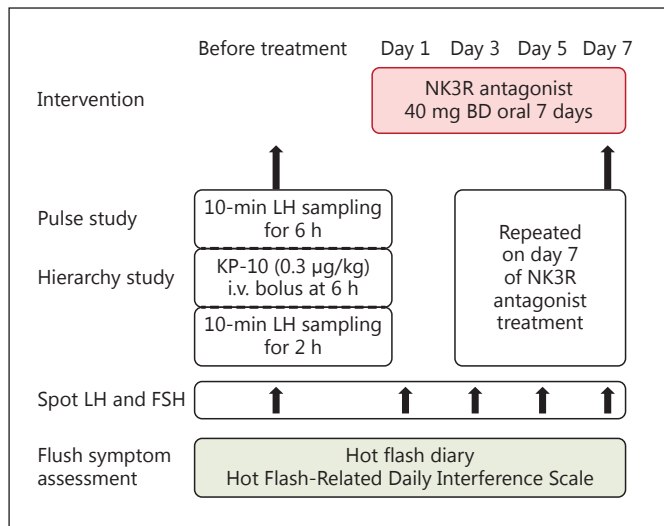 Before treatment Day 1 Day 3 Day 5 Day 7
Intervention
NK3R antagonist
40 mg BD oral 7 days
Pulse study
10-min LH sampling
for 6 h
Hierarchy study
KP-10 (0.3 µg/kg)
i.v. bolus at 6 h
10-min LH sampling
for 2 h
Repeated
on day 7
of NK3R
antagonist
treatment
Spot LH and FSH
Flush symptom
assessment
Hot flash diary
Hot Flash-Related Daily Interference Scale